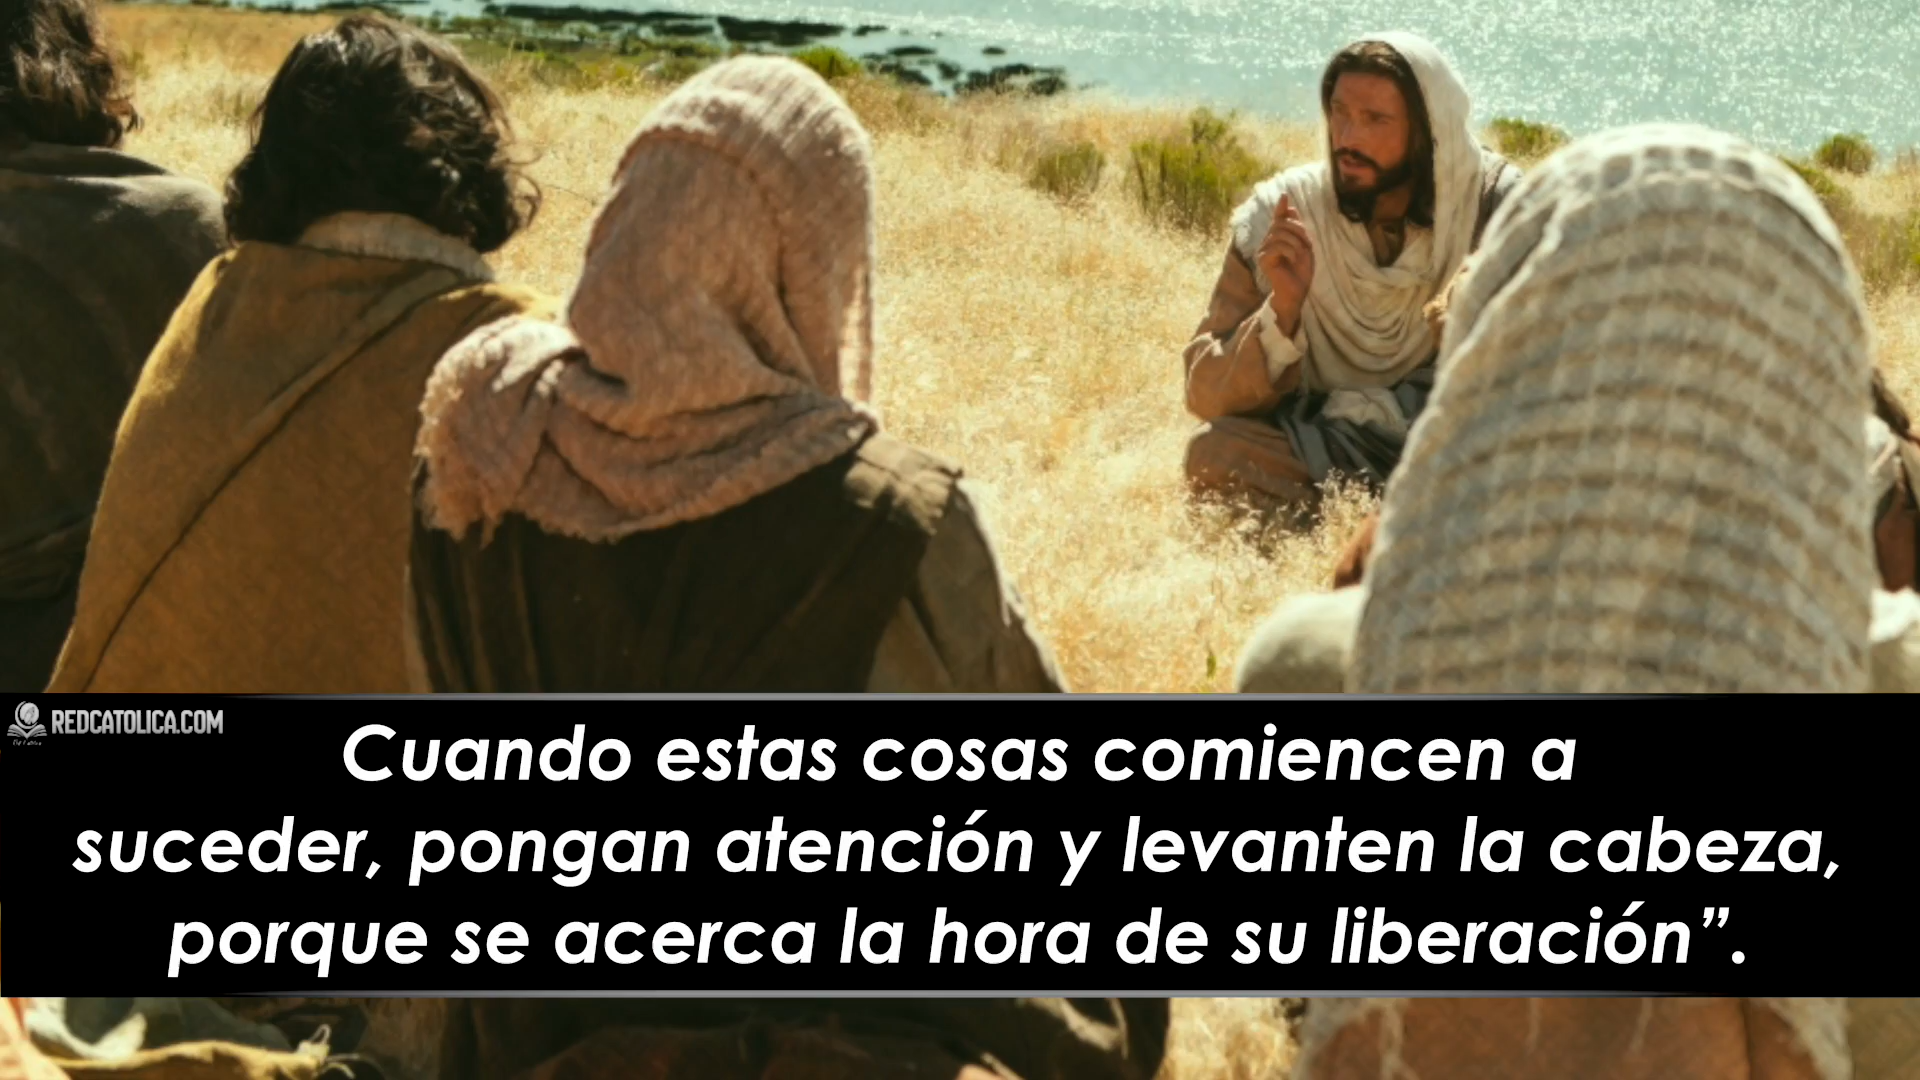 REDCATOLICA.COM
Cuando estas cosas comiencen a
suceder, pongan atención y levanten la cabeza,
porque se acerca la hora de su liberación”.